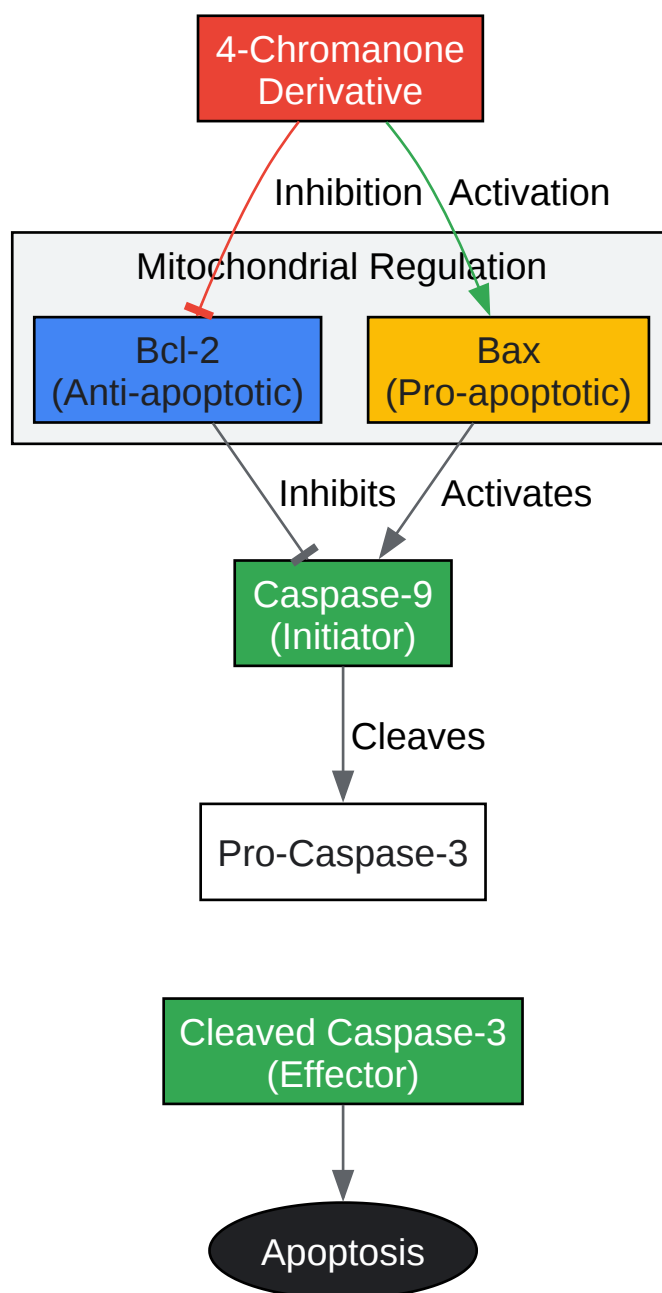 4-Chromanone
Derivative
Inhibition
Activation
Mitochondrial Regulation
Bcl-2
(Anti-apoptotic)
Bax
(Pro-apoptotic)
Inhibits
Activates
Caspase-9
(Initiator)
Cleaves
Pro-Caspase-3
Cleaved Caspase-3
(Effector)
Apoptosis